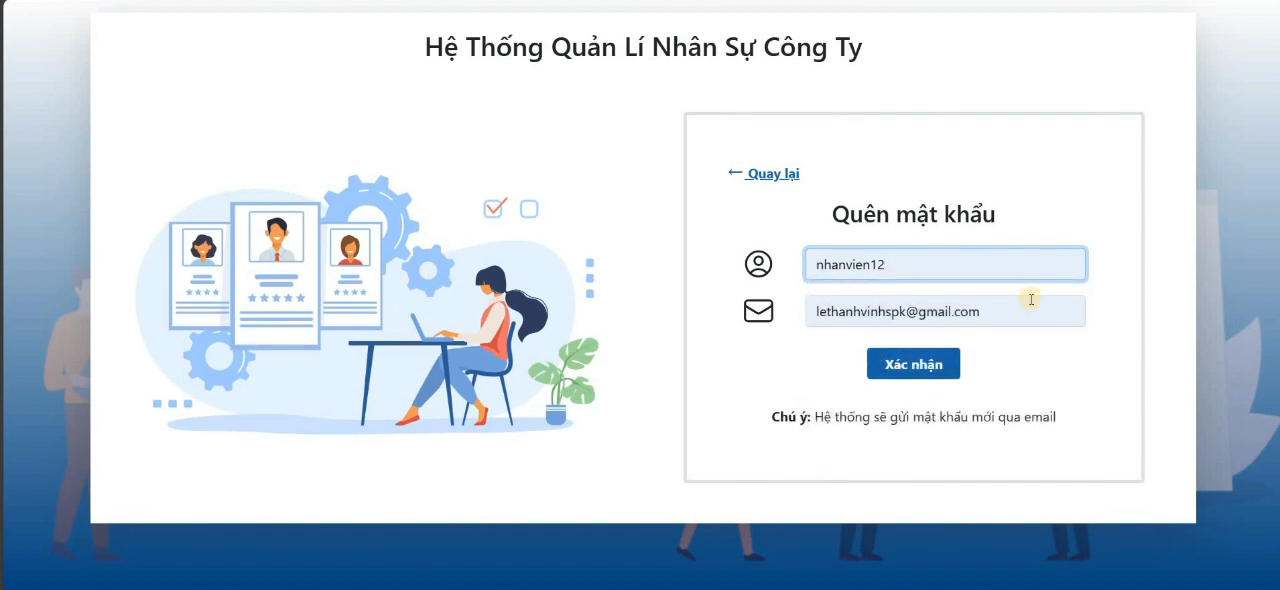 Hệ Thống Quản Lí Nhân Sự Công Ty
← Quay lại
Quên mật khẩu
nhanvien12
lethanhvinhspk@gmail.com
Xác nhận
Chú ý: Hệ thống sẽ gửi mật khẩu mới qua email